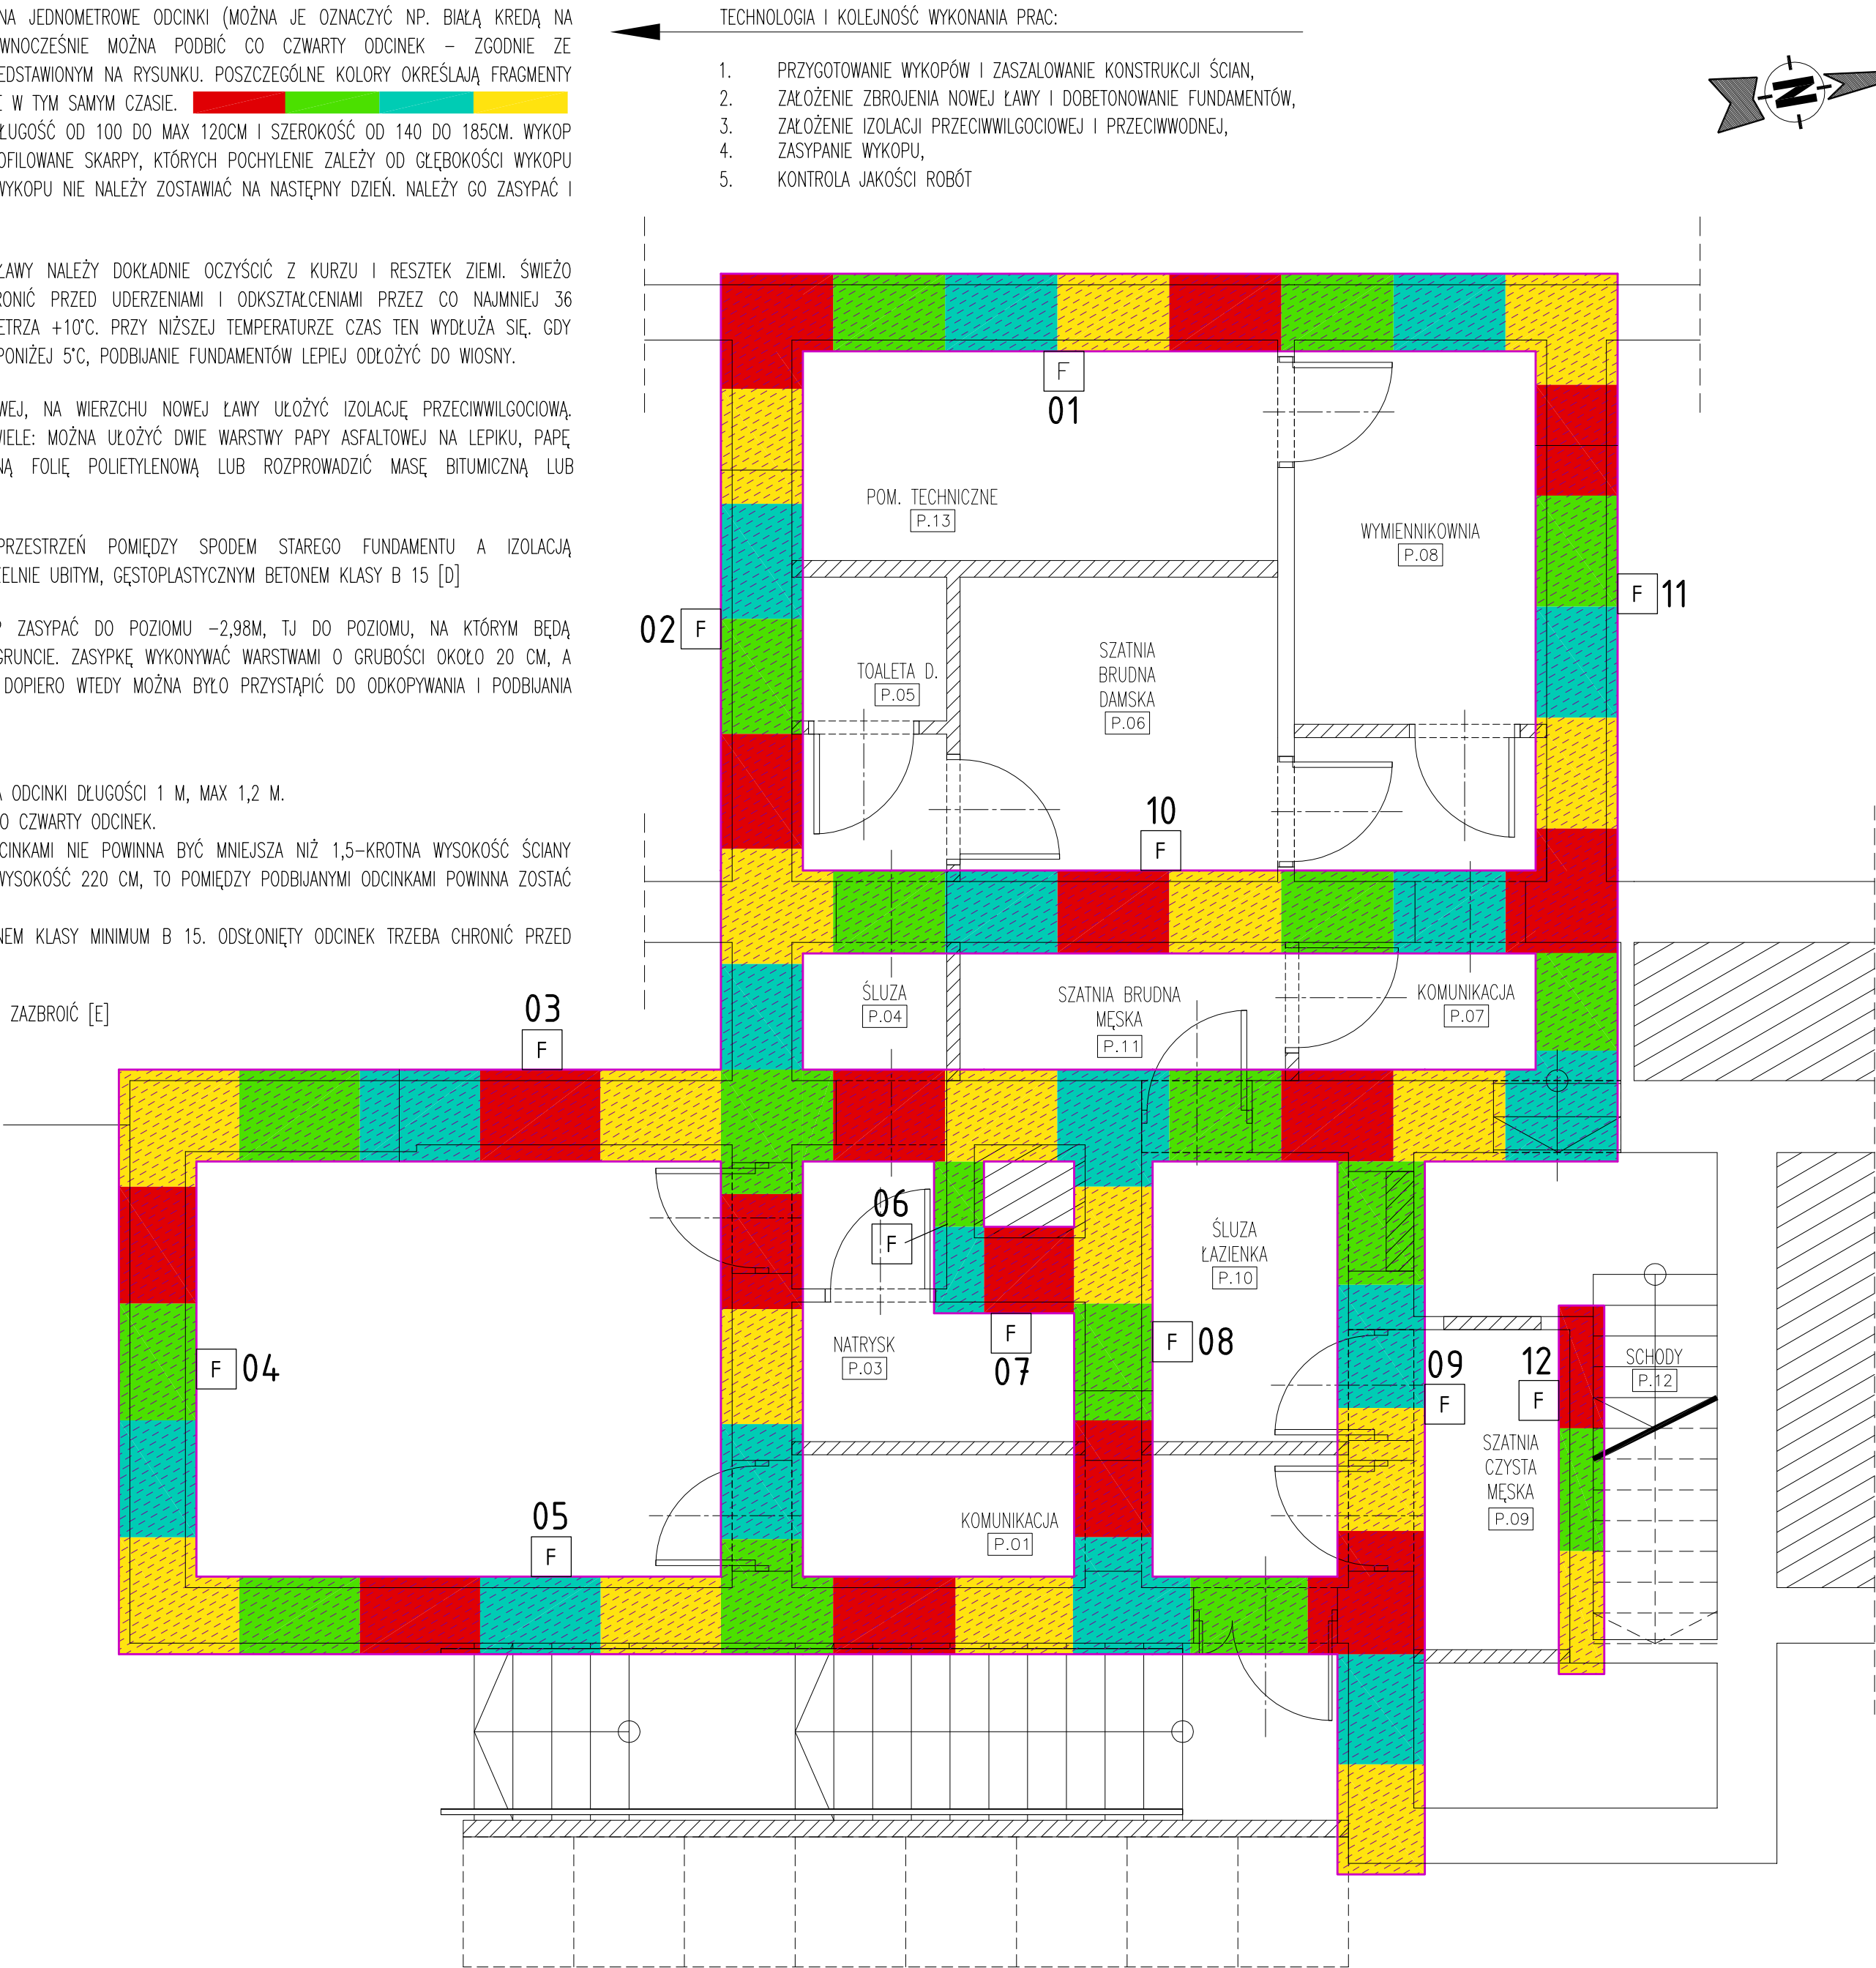 NA JEDNOMETROWE ODCINKI (MOŻNA JE OZNACZYĆ NP. BIAŁĄ KREDĄ NA
WNOCZEŚNIE MOŻNA PODBIĆ CO CZWARTY ODCINEK – ZGODNIE ZE
EDSTAWIONYM NA RYSUNKU. POSZCZEGÓLNE KOLORY OKREŚLAJĄ FRAGMENTY
E W TYM SAMYM CZASIE.
ŁUGOŚĆ OD 100 DO MAX 120CM I SZEROKOŚĆ OD 140 DO 185CM. WYKOP
OFILOWANE SKARPY, KTÓRYCH POCHYLENIE ZALEŻY OD GŁĘBOKOŚCI WYKOPU
WYKOPU NIE NALEŻY ZOSTAWIAĆ NA NASTĘPNY DZIEŃ. NALEŻY GO ZASYPAĆ I
ŁAWY NALEŻY DOKŁADNIE OCZYŚCIĆ Z KURZU I RESZTEK ZIEMI. ŚWIEŻO
RONIĆ PRZED UDERZENIAMI I ODKSZTAŁCENIAMI PRZEZ CO NAJMNIEJ 36
ETRZA +10°C. PRZY NIŻSZEJ TEMPERATURZE CZAS TEN WYDŁUŻA SIĘ. GDY
PONIŻEJ 5°C, PODBIJANIE FUNDAMENTÓW LEPIEJ ODŁOŻYĆ DO WIOSNY.
WEJ, NA WIERZCHU NOWEJ ŁAWY UŁOŻYĆ IZOLACJĘ PRZECIWWILGOCIOWĄ.
WIELE: MOŻNA UŁOŻYĆ DWIE WARSTWY PAPY ASFALTOWEJ NA LEPIKU, PAPĘ
NĄ FOLIĘ POLIETYLENOWĄ LUB ROZPROWADZIĆ MASĘ BITUMICZNĄ LUB
PRZESTRZEŃ POMIĘDZY SPODEM STAREGO FUNDAMENTU A IZOLACJĄ
ZELNIE UBITYM, GĘSTOPLASTYCZNYM BETONEM KLASY B 15 [D]
P ZASYPAĆ DO POZIOMU –2,98M, TJ DO POZIOMU, NA KTÓRYM BĘDĄ
GRUNCIE. ZASYPKĘ WYKONYWAĆ WARSTWAMI O GRUBOŚCI OKOŁO 20 CM, A
DOPIERO WTEDY MOŻNA BYŁO PRZYSTĄPIĆ DO ODKOPYWANIA I PODBIJANIA
A ODCINKI DŁUGOŚCI 1 M, MAX 1,2 M.
O CZWARTY ODCINEK.
CINKAMI NIE POWINNA BYĆ MNIEJSZA NIŻ 1,5–KROTNA WYSOKOŚĆ ŚCIANY
WYSOKOŚĆ 220 CM, TO POMIĘDZY PODBIJANYMI ODCINKAMI POWINNA ZOSTAĆ
NEM KLASY MINIMUM B 15. ODSŁONIĘTY ODCINEK TRZEBA CHRONIĆ PRZED
ZAZBROIĆ [E]
TECHNOLOGIA I KOLEJNOŚĆ WYKONANIA PRAC:
1. PRZYGOTOWANIE WYKOPÓW I ZASZALOWANIE KONSTRUKCJI ŚCIAN,
2. ZAŁOŻENIE ZBROJENIA NOWEJ ŁAWY I DOBETONOWANIE FUNDAMENTÓW,
3. ZAŁOŻENIE IZOLACJI PRZECIWWILGOCIOWEJ I PRZECIWWODNEJ,
4. ZASYPANIE WYKOPU,
5. KONTROLA JAKOŚCI ROBÓT
N
F
01
POM. TECHNICZNE
P.13
WYMIENNIKOWNIA
P.08
F 11
02 F
TOALETA D.
P.05
SZATNIA
BRUDNA
DAMSKA
P.06
10
F
ŚLUZA
P.04
SZATNIA BRUDNA
MĘSKA
P.11
KOMUNIKACJA
P.07
03
F
06
F
ŚLUZA
ŁAZIENKA
P.10
NATRYSK
P.03
F
07
F 08
F 04
09
F
12
F
SCHODY
P.12
SZATNIA
CZYSTA
MĘSKA
P.09
05
F
KOMUNIKACJA
P.01